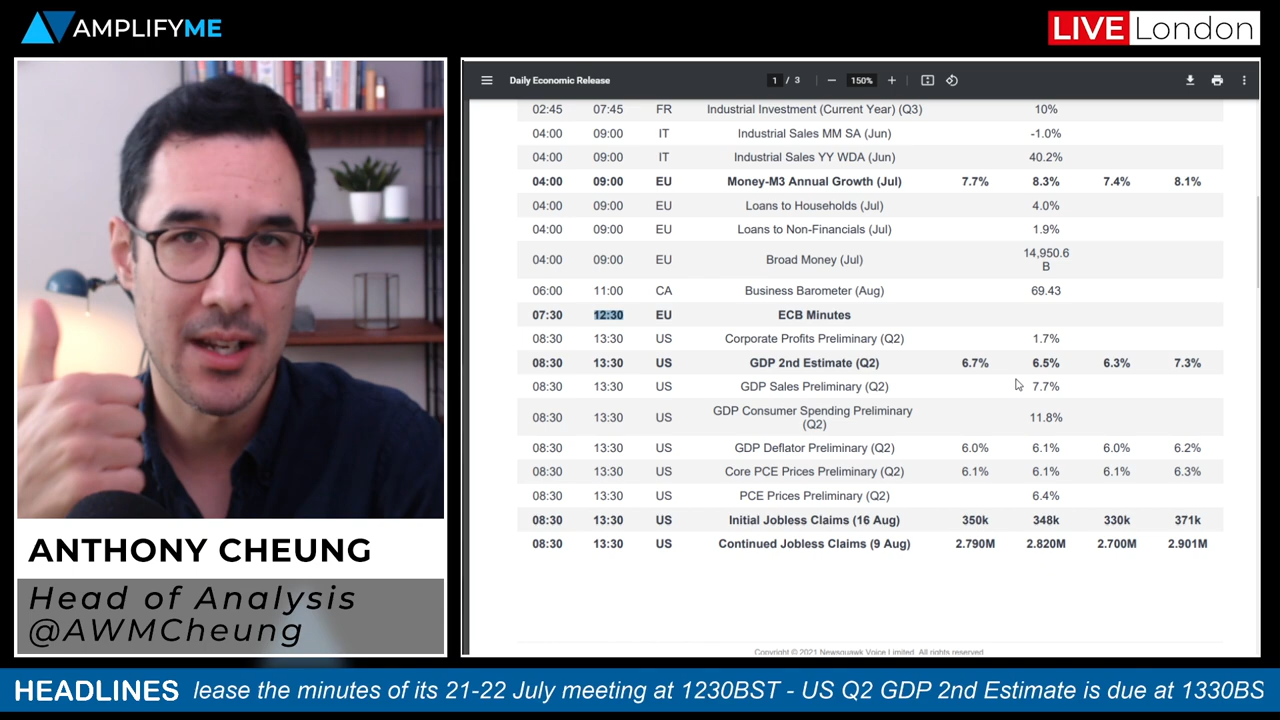 AMPLIFYME
LIVE London
Daily Economic Release
1 / 3
150%
02:45 07:45 FR Industrial Investment (Current Year) (Q3) 10%
04:00 09:00 IT Industrial Sales MM SA (Jun) -1.0%
04:00 09:00 IT Industrial Sales YY WDA (Jun) 40.2%
04:00 09:00 EU Money-M3 Annual Growth (Jul) 7.7% 8.3% 7.4% 8.1%
04:00 09:00 EU Loans to Households (Jul) 4.0%
04:00 09:00 EU Loans to Non-Financials (Jul) 1.9%
04:00 09:00 EU Broad Money (Jul) 14,950.6
B
06:00 11:00 CA Business Barometer (Aug) 69.43
07:30 12:30 EU ECB Minutes
08:30 13:30 US Corporate Profits Preliminary (Q2) 1.7%
08:30 13:30 US GDP 2nd Estimate (Q2) 6.7% 6.5% 6.3% 7.3%
08:30 13:30 US GDP Sales Preliminary (Q2) 7.7%
08:30 13:30 US GDP Consumer Spending Preliminary
(Q2) 11.8%
08:30 13:30 US GDP Deflator Preliminary (Q2) 6.0% 6.1% 6.0% 6.2%
08:30 13:30 US Core PCE Prices Preliminary (Q2) 6.1% 6.1% 6.1% 6.3%
08:30 13:30 US PCE Prices Preliminary (Q2) 6.4%
08:30 13:30 US Initial Jobless Claims (16 Aug) 350k 348k 330k 371k
08:30 13:30 US Continued Jobless Claims (9 Aug) 2.790M 2.820M 2.700M 2.901M
Copyright © 2021 Newsquawk Voice Limited. All rights reserved
ANTHONY CHEUNG
Head of Analysis
@AWMCheung
HEADLINES lease the minutes of its 21-22 July meeting at 1230BST - US Q2 GDP 2nd Estimate is due at 1330BS